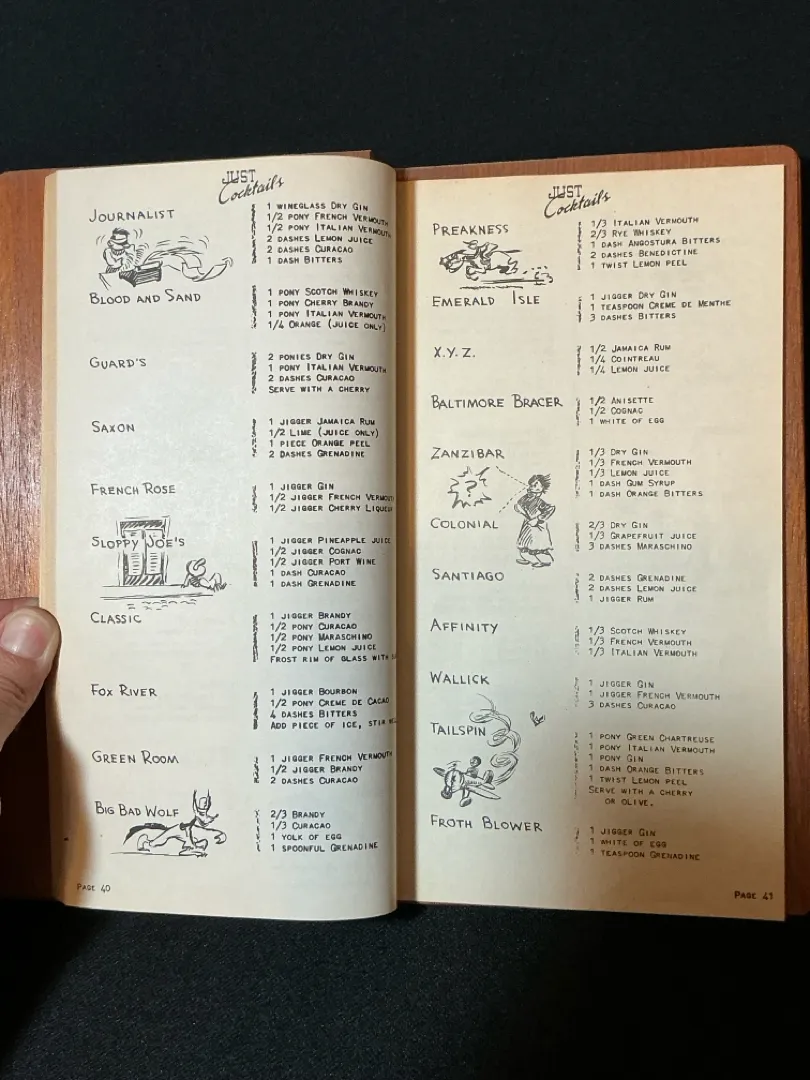 JUST
Cocktails
JOURNALIST
1 WINEGLASS DRY GIN
1/2 PONY FRENCH VERMOUTH
1/2 PONY ITALIAN VERMOUTH
2 DASHES LEMON JUICE
2 DASHES CURACAO
1 DASH BITTERS
BLOOD AND SAND
1 PONY SCOTCH WHISKEY
1 PONY CHERRY BRANDY
1 PONY ITALIAN VERMOUTH
1/4 ORANGE (JUICE ONLY)
GUARD'S
2 PONIES DRY GIN
1 PONY ITALIAN VERMOUTH
2 DASHES CURACAO
SERVE WITH A CHERRY
SAXON
1 JIGGER JAMAICA RUM
1/2 LIME (JUICE ONLY)
1 PIECE ORANGE PEEL
2 DASHES GRENADINE
FRENCH ROSE
1 JIGGER GIN
1/2 JIGGER FRENCH VERMOUT
1/2 JIGGER CHERRY LIQUEU
SLOPPY JOE'S
1 JIGGER PINEAPPLE JUICE
1/2 JIGGER COGNAC
1/2 JIGGER PORT WINE
1 DASH CURACAO
1 DASH GRENADINE
CLASSIC
1 JIGGER BRANDY
1/2 PONY CURACAO
1/2 PONY MARASCHINO
1/2 PONY LEMON JUICE
FROST RIM OF GLASS WITH
FOX RIVER
1 JIGGER BOURBON
1/2 PONY CREME DE CACAO
4 DASHES BITTERS
ADD PIECE OF ICE, STIR
GREEN ROOM
1 JIGGER FRENCH VERMOUTH
1/2 JIGGER BRANDY
2 DASHES CURACAO
BIG BAD WOLF
2/3 BRANDY
1/3 CURACAO
1 YOLK OF EGG
1 SPOONFUL GRENADINE
PAGE 40
JUST
Cocktails
PREAKNESS
1/3 ITALIAN VERMOUTH
2/3 RYE WHISKEY
1 DASH ANGOSTURA BITTERS
2 DASHES BENEDICTINE
1 TWIST LEMON PEEL
EMERALD ISLE
1 JIGGER DRY GIN
1 TEASPOON CREME DE MENTHE
3 DASHES BITTERS
X.Y.Z.
1/2 JAMAICA RUM
1/4 COINTREAU
1/4 LEMON JUICE
BALTIMORE BRACER
1/2 ANISETTE
1/2 COGNAC
1 WHITE OF EGG
ZANZIBAR
1/3 DRY GIN
1/3 FRENCH VERMOUTH
1/3 LEMON JUICE
1 DASH GUM SYRUP
1 DASH ORANGE BITTERS
?
COLONIAL
2/3 DRY GIN
1/3 GRAPEFRUIT JUICE
3 DASHES MARASCHINO
SANTIAGO
2 DASHES GRENADINE
2 DASHES LEMON JUICE
1 JIGGER RUM
AFFINITY
1/3 SCOTCH WHISKEY
1/3 FRENCH VERMOUTH
1/3 ITALIAN VERMOUTH
WALLICK
1 JIGGER GIN
1 JIGGER FRENCH VERMOUTH
3 DASHES CURACAO
TAILSPIN
1 PONY GREEN CHARTREUSE
1 PONY ITALIAN VERMOUTH
1 PONY GIN
1 DASH ORANGE BITTERS
1 TWIST LEMON PEEL
SERVE WITH A CHERRY
OR OLIVE.
FROTH BLOWER
1 JIGGER GIN
1 WHITE OF EGG
1 TEASPOON GRENADINE
PAGE 41